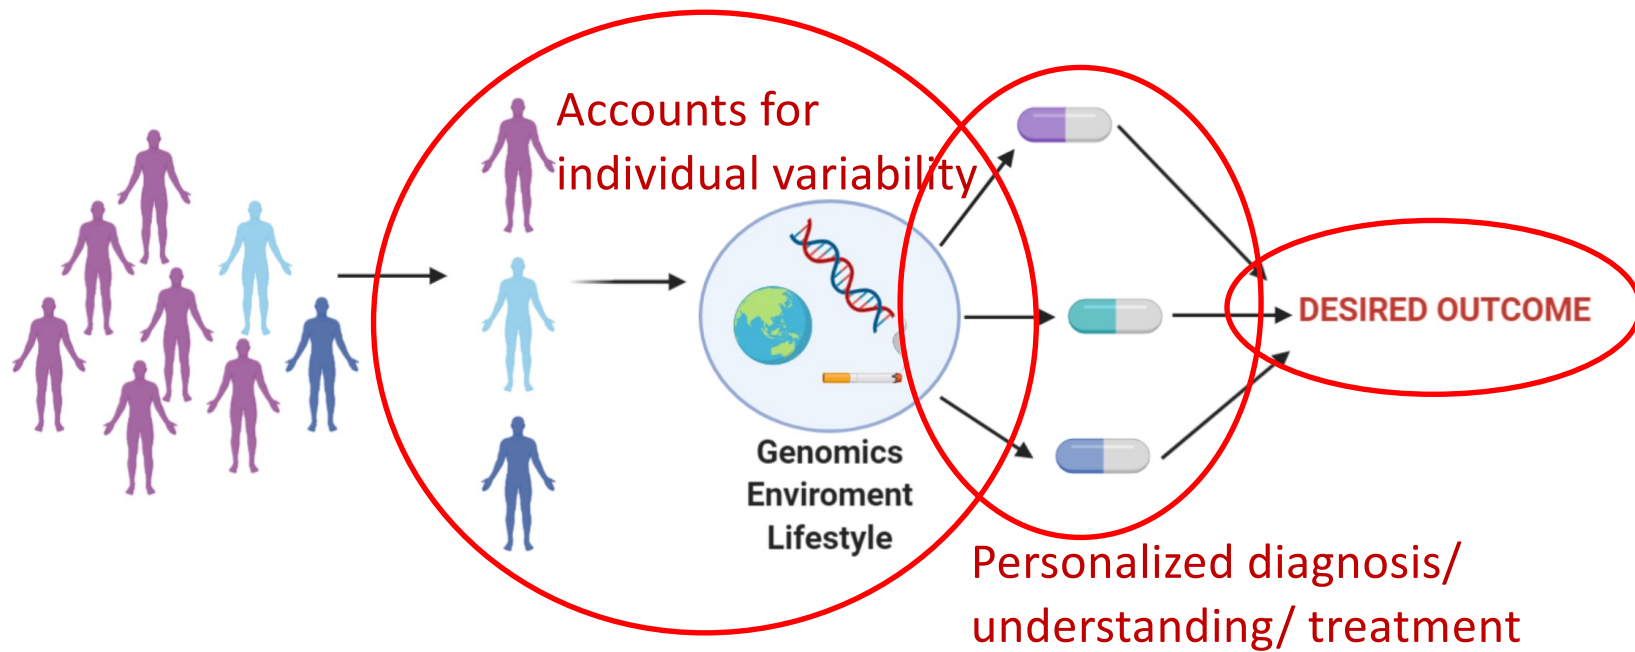 Accounts for
individual variability
Genomics
Enviroment
Lifestyle
DESIRED OUTCOME
Personalized diagnosis/
understanding/ treatment